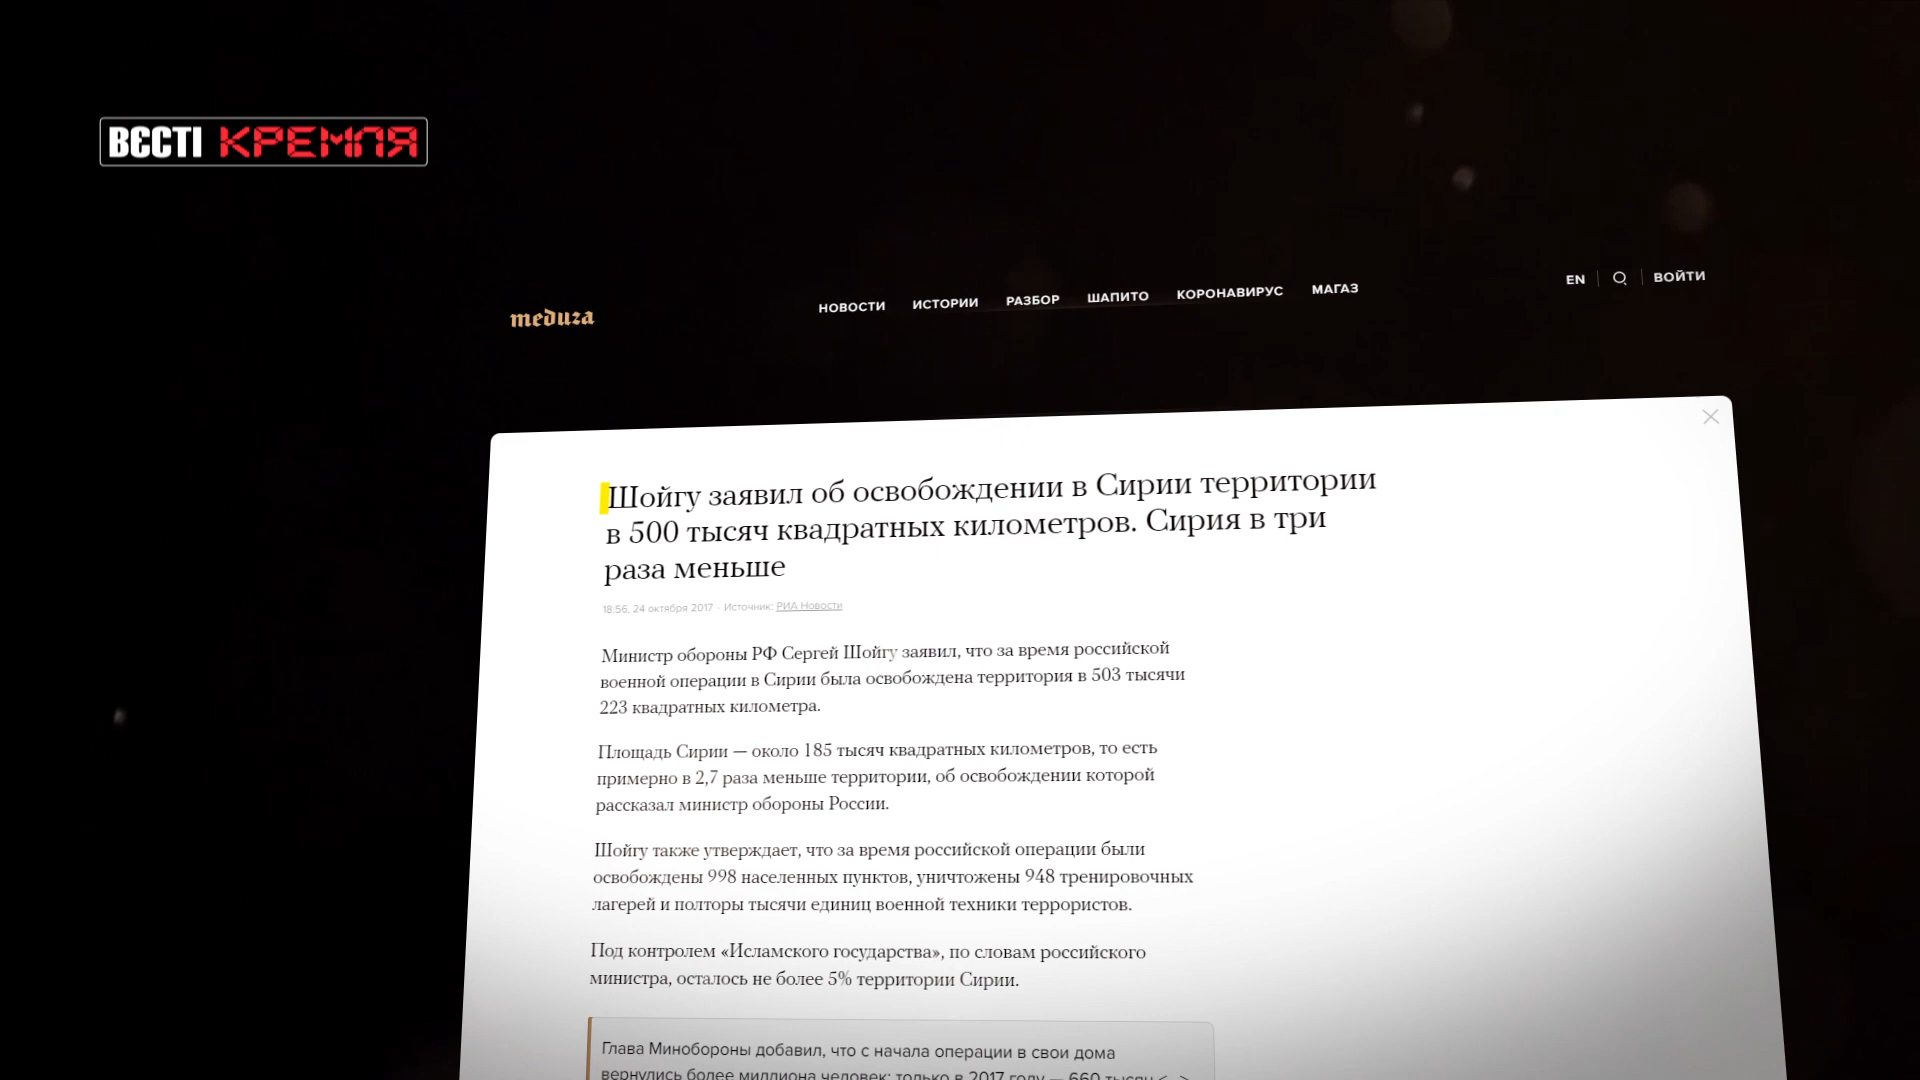 ВЄСТІ КРЕМЛЯ
meduza
НОВОСТИ ИСТОРИИ РАЗБОР ШАПИТО КОРОНАВИРУС МАГАЗ
EN ВОЙТИ
Шойгу заявил об освобождении в Сирии территории
в 500 тысяч квадратных километров. Сирия в три
раза меньше
18:56, 24 октября 2017 · Источник: РИА Новости
Министр обороны РФ Сергей Шойгу заявил, что за время российской
военной операции в Сирии была освобождена территория в 503 тысячи
223 квадратных километра.
Площадь Сирии — около 185 тысяч квадратных километров, то есть
примерно в 2,7 раза меньше территории, об освобождении которой
рассказал министр обороны России.
Шойгу также утверждает, что за время российской операции были
освобождены 998 населенных пунктов, уничтожены 948 тренировочных
лагерей и полторы тысячи единиц военной техники террористов.
Под контролем «Исламского государства», по словам российского
министра, осталось не более 5% территории Сирии.
Глава Минобороны добавил, что с начала операции в свои дома
вернулись более миллиона человек; только в 2017 году — 660 тысяч <...>